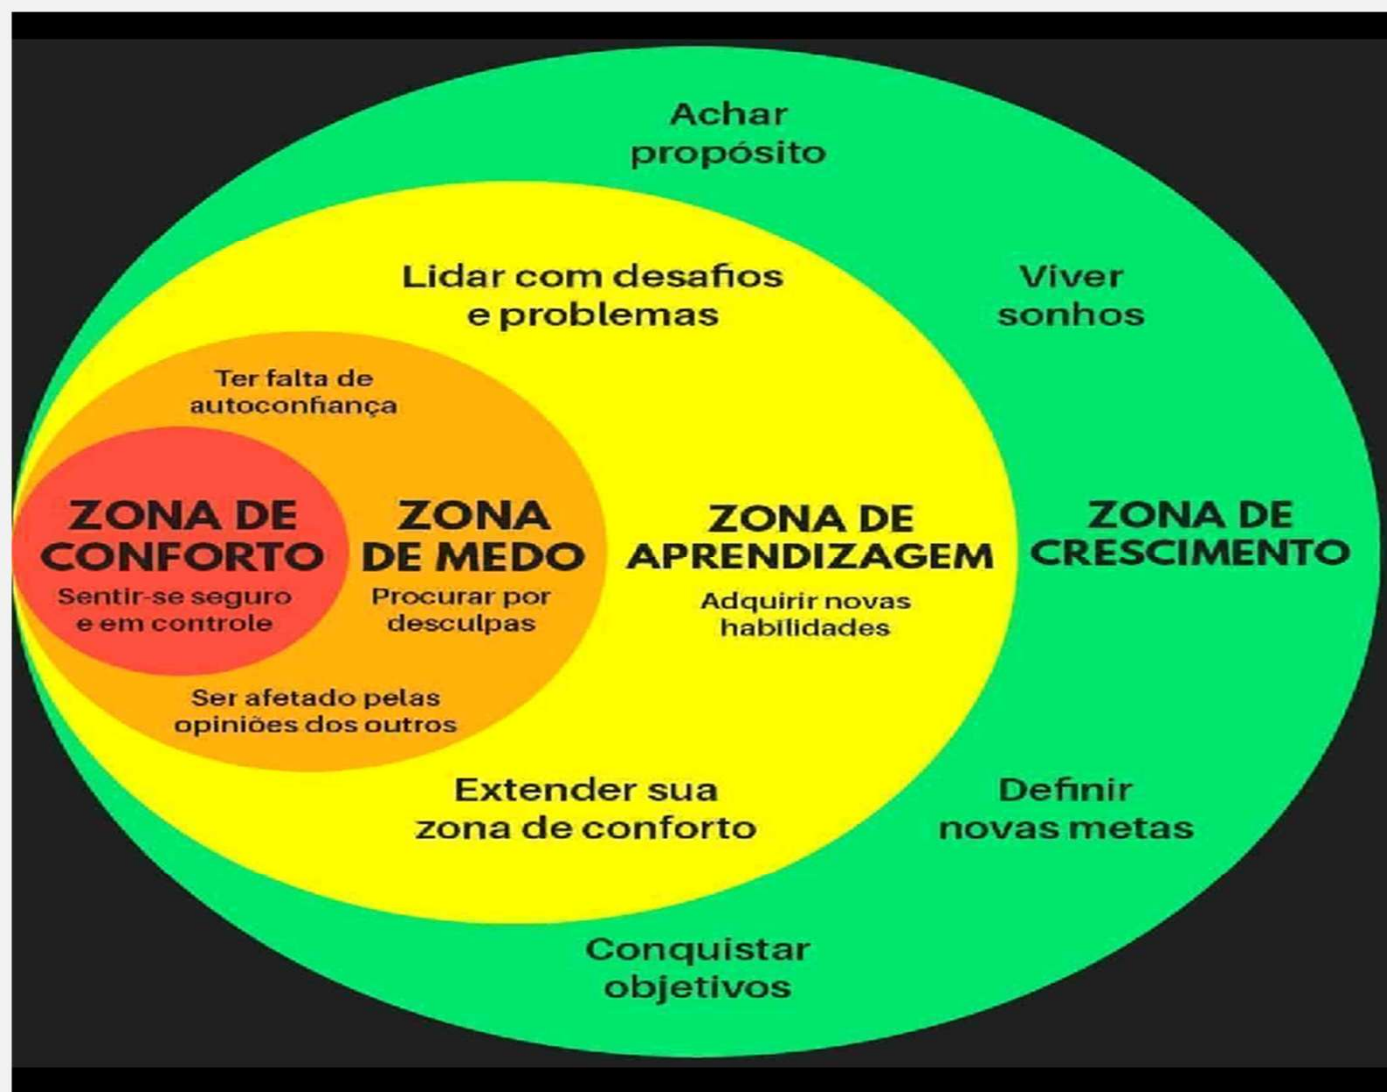 Achar
propósito
Lidar com desafios
e problemas
Viver
sonhos
Ter falta de
autoconfiança
ZONA DE
CONFORTO
Sentir-se seguro
e em controle
ZONA
DE MEDO
Procurar por
desculpas
ZONA DE
APRENDIZAGEM
Adquirir novas
habilidades
ZONA DE
CRESCIMENTO
Ser afetado pelas
opiniões dos outros
Extender sua
zona de conforto
Definir
novas metas
Conquistar
objetivos